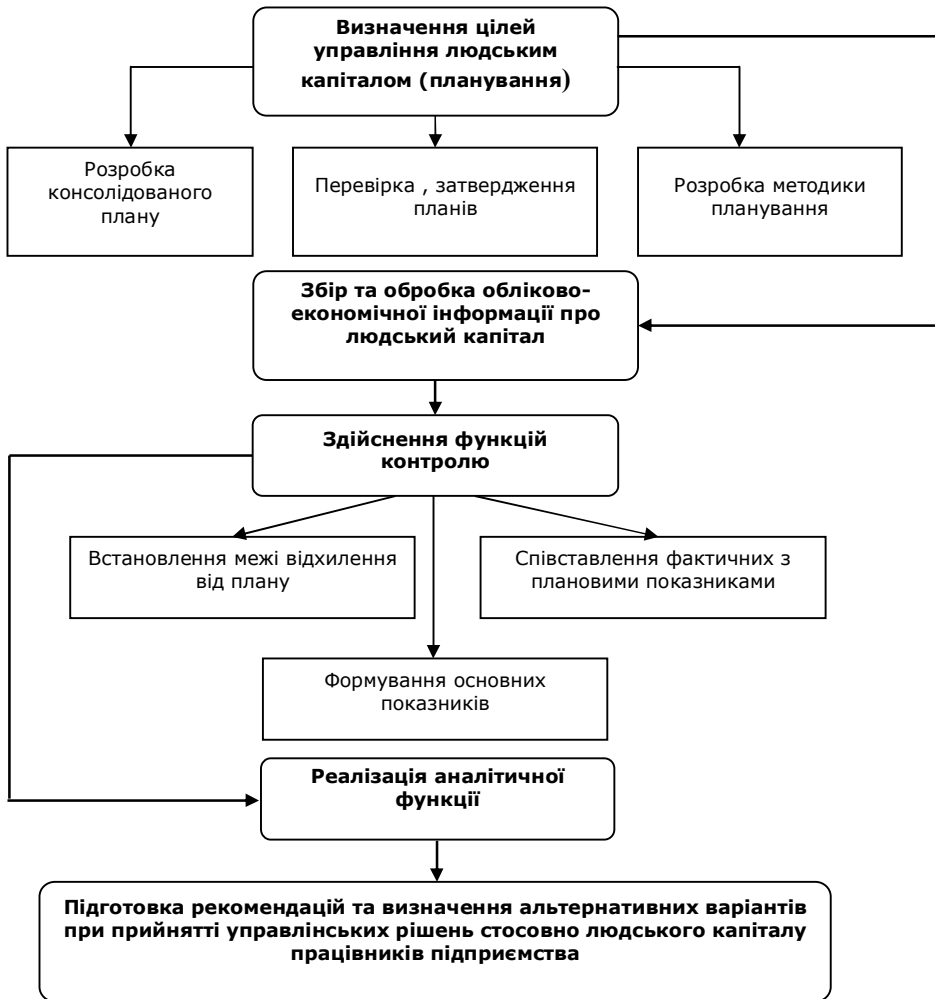 Визначення цілей
управління людським
капіталом (планування)
Розробка
консолідованого
плану
Перевірка , затвердження
планів
Розробка методики
планування
Збір та обробка обліково-
економічної інформації про
людський капітал
Здійснення функцій
контролю
Встановлення межі відхилення
від плану
Співставлення фактичних з
плановими показниками
Формування основних
показників
Реалізація аналітичної
функції
Підготовка рекомендацій та визначення альтернативних варіантів
при прийнятті управлінських рішень стосовно людського капіталу
працівників підприємства